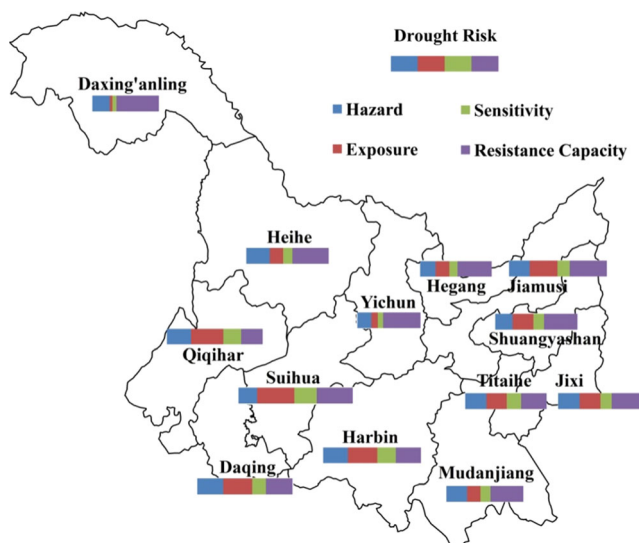 Drought Risk
Daxing'anling
Hazard
Sensitivity
Exposure
Resistance Capacity
Heihe
Hegang
Jiamusi
Yichun
Shuangyashan
Qiqihar
Suihua
Titaihe
Jixi
Harbin
Daqing
Mudanjiang